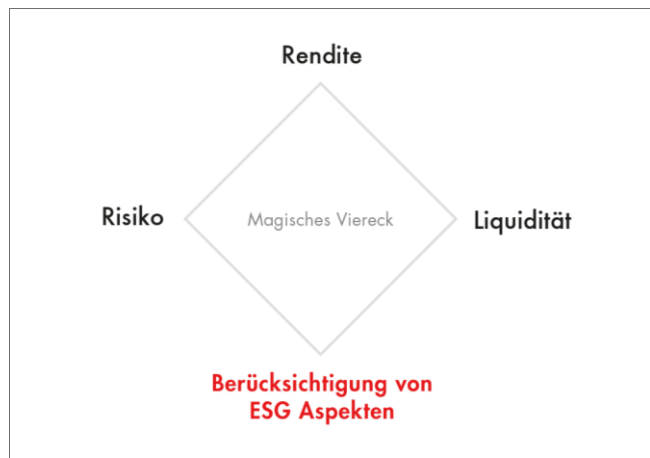 Rendite
Risiko
Magisches Viereck
Liquidität
Berücksichtigung von
ESG Aspekten